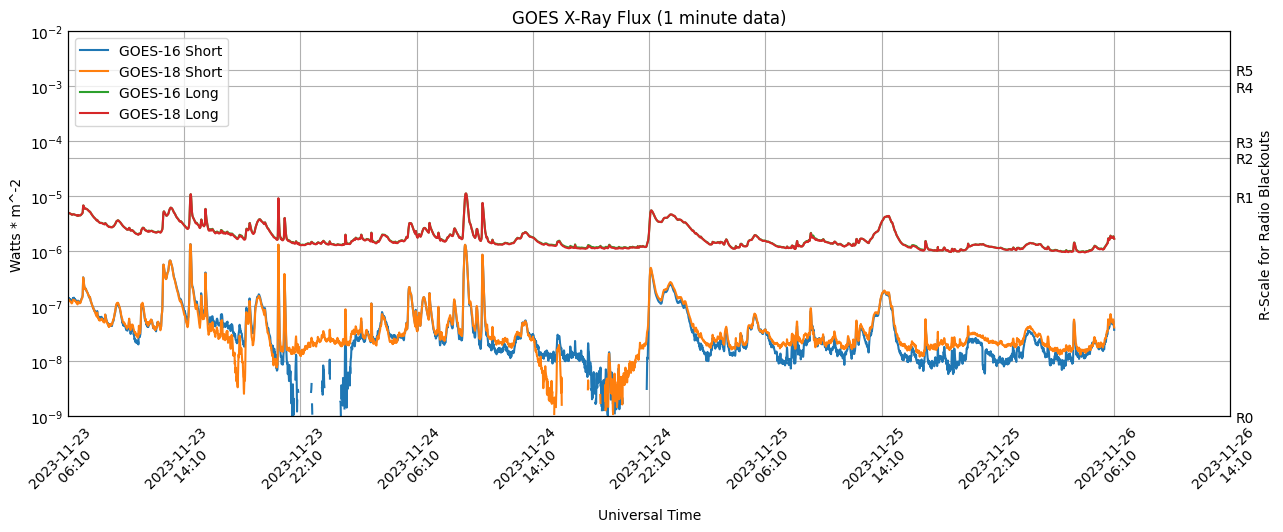 GOES X-Ray Flux (1 minute data)
GOES-16 Short
GOES-18 Short
GOES-16 Long
GOES-18 Long
Watts * m^-2
10⁻²
10⁻³
10⁻⁴
10⁻⁵
10⁻⁶
10⁻⁷
10⁻⁸
10⁻⁹
R5
R4
R3
R2
R1
R0
R-Scale for Radio Blackouts
2023-11-23
06:10
2023-11-23
14:10
2023-11-23
22:10
2023-11-24
06:10
2023-11-24
14:10
2023-11-24
22:10
2023-11-25
06:10
2023-11-25
14:10
2023-11-25
22:10
2023-11-26
06:10
2023-11-26
14:10
Universal Time